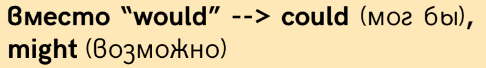 вместо “would” --> could (мог бы),
might (возможно)